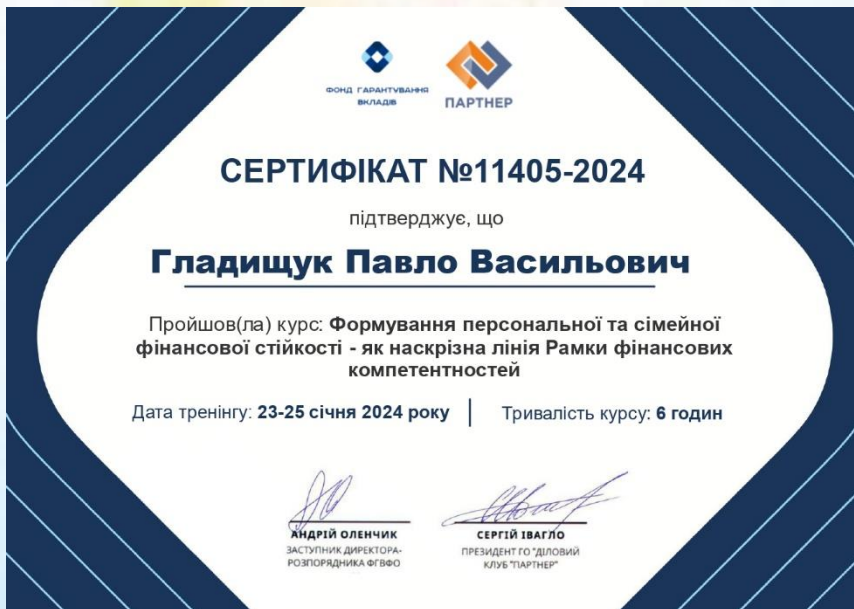 ФОНД ГАРАНТУВАННЯ
ВКЛАДІВ
ПАРТНЕР
СЕРТИФІКАТ №11405-2024
підтверджує, що
Гладищук Павло Васильович
Пройшов(ла) курс: Формування персональної та сімейної
фінансової стійкості - як наскрізна лінія Рамки фінансових
компетентностей
Дата тренінгу: 23-25 січня 2024 року | Тривалість курсу: 6 годин
АНДРІЙ ОЛЕНЧИК
ЗАСТУПНИК ДИРЕКТОРА-
РОЗПОРЯДНИКА ФГВФО
СЕРГІЙ ІВАГЛО
ПРЕЗИДЕНТ ГО "ДІЛОВИЙ
КЛУБ "ПАРТНЕР"